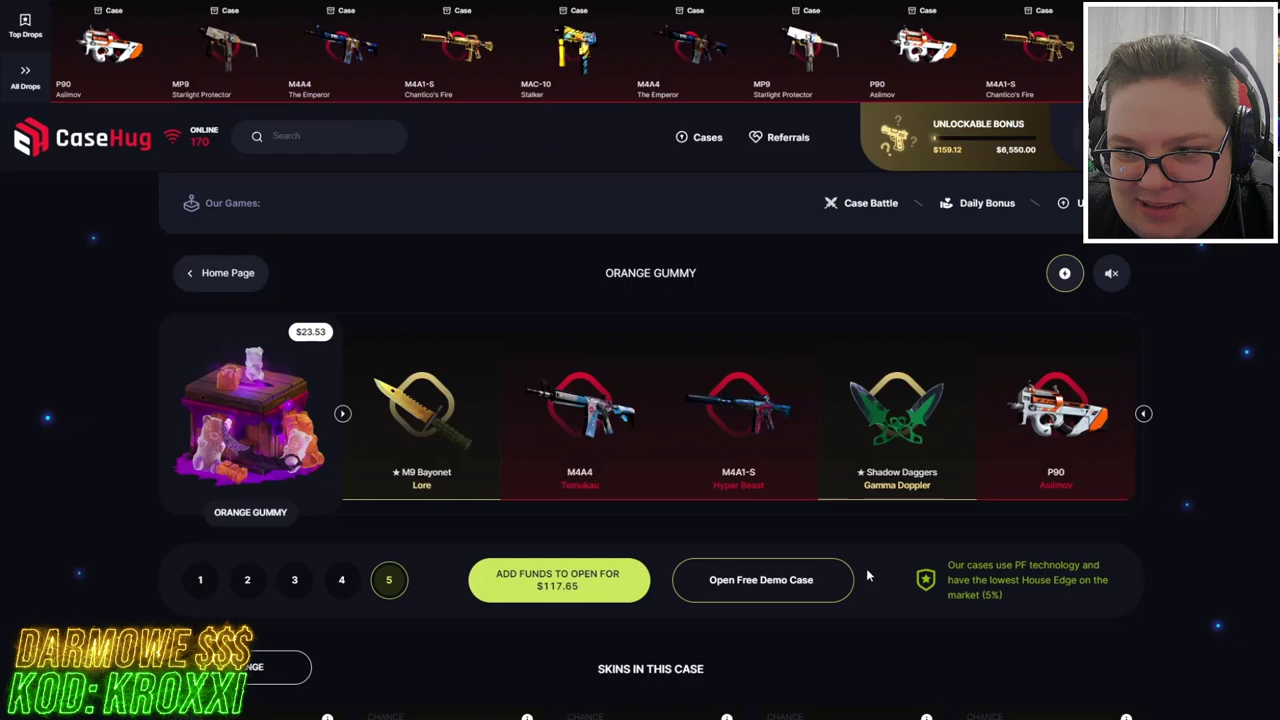 Top Drops
All Drops
Case
Case
Case
Case
Case
Case
Case
Case
Case
P90
Asiimov
MP9
Starlight Protector
M4A4
The Emperor
M4A1-S
Chantico's Fire
MAC-10
Stalker
M4A4
The Emperor
MP9
Starlight Protector
P90
Asiimov
M4A1-S
Chantico's Fire
CaseHug
ONLINE
170
Search
Cases
Referrals
UNLOCKABLE BONUS
$159.12
$6,550.00
Our Games:
Case Battle
Daily Bonus
Home Page
ORANGE GUMMY
$23.53
ORANGE GUMMY
★ M9 Bayonet
Lore
M4A4
Temukau
M4A1-S
Hyper Beast
★ Shadow Daggers
Gamma Doppler
P90
Asiimov
1
2
3
4
5
ADD FUNDS TO OPEN FOR
$117.65
Open Free Demo Case
Our cases use PF technology and
have the lowest House Edge on the
market (5%)
DARMOWE $$$
KOD: KROXXI
NGE
SKINS IN THIS CASE
CHANCE
CHANCE
CHANCE
CHANCE